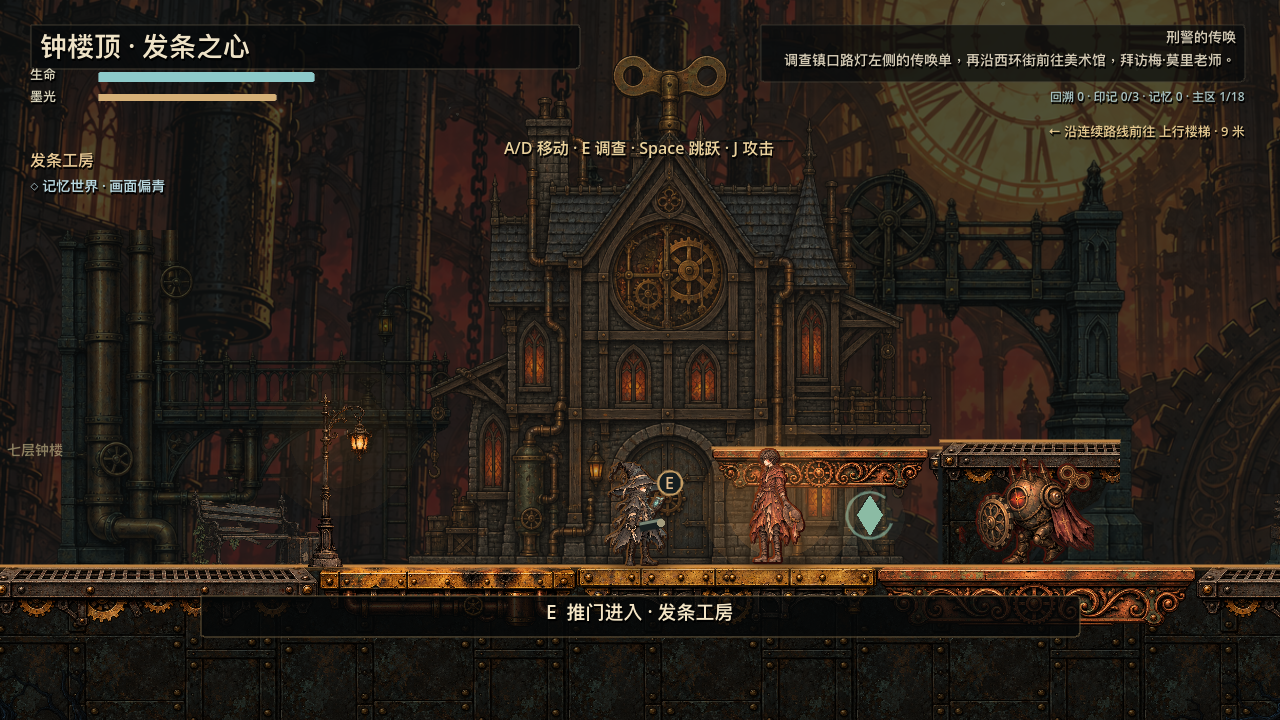 钟楼顶 · 发条之心
生命
墨光
发条工房
◇ 记忆世界 · 画面偏青
刑警的传唤
调查镇口路灯左侧的传唤单，再沿西环街前往美术馆，拜访梅·莫里老师。
回溯 0 · 印记 0/3 · 记忆 0 · 主区 1/18
← 沿连续路线前往 上行楼梯 · 9 米
A/D 移动 · E 调查 · Space 跳跃 · J 攻击
七层钟楼
E
E 推门进入 · 发条工房